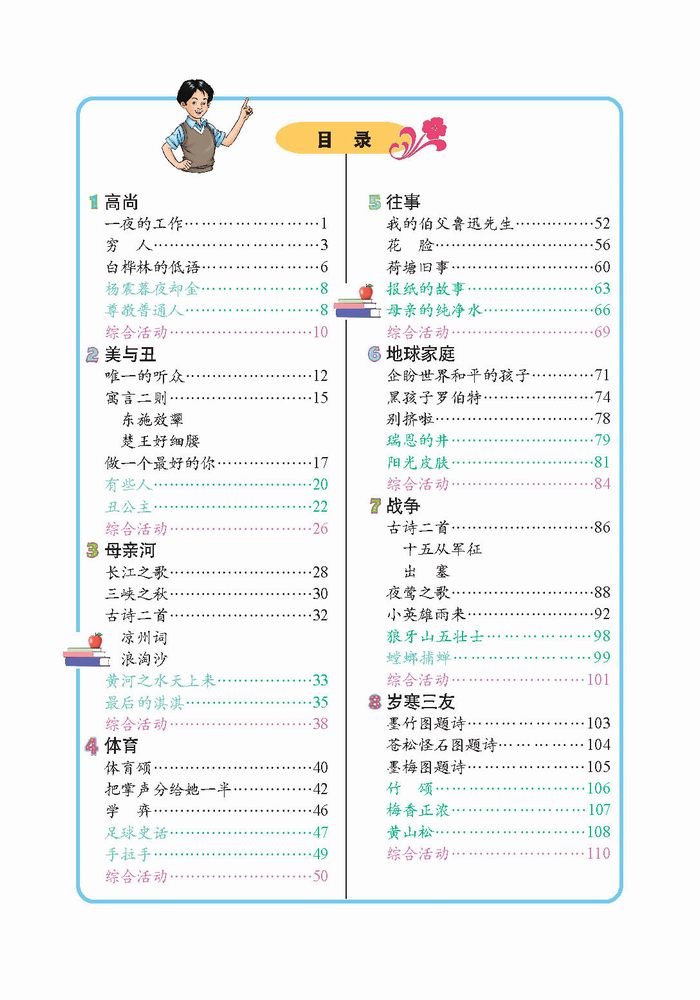 目 录
1 高尚
一夜的工作……………………1
穷 人……………………3
白桦林的低语……………………6
杨震暮夜却金……………………8
尊敬普通人……………………8
综合活动……………………10
2 美与丑
唯一的听众……………………12
寓言二则……………………15
东施效颦
楚王好细腰
做一个最好的你……………………17
有些人……………………20
丑公主……………………22
综合活动……………………26
3 母亲河
长江之歌……………………28
三峡之秋……………………30
古诗二首……………………32
凉州词
浪淘沙
黄河之水天上来……………………33
最后的淇淇……………………35
综合活动……………………38
4 体育
体育颂……………………40
把掌声分给她一半……………………42
学 弈……………………46
足球史话……………………47
手拉手……………………49
综合活动……………………50
5 往事
我的伯父鲁迅先生……………………52
花 脸……………………56
荷塘旧事……………………60
报纸的故事……………………63
母亲的纯净水……………………66
综合活动……………………69
6 地球家庭
企盼世界和平的孩子……………………71
黑孩子罗伯特……………………74
别挤啦……………………78
瑞恩的井……………………79
阳光皮肤……………………81
综合活动……………………84
7 战争
古诗二首……………………86
十五从军征
出 塞
夜莺之歌……………………88
小英雄雨来……………………92
狼牙山五壮士……………………98
螳螂捕蝉……………………99
综合活动……………………101
8 岁寒三友
墨竹图题诗……………………103
苍松怪石图题诗……………………104
墨梅图题诗……………………105
竹 颂……………………106
梅香正浓……………………107
黄山松……………………108
综合活动……………………110